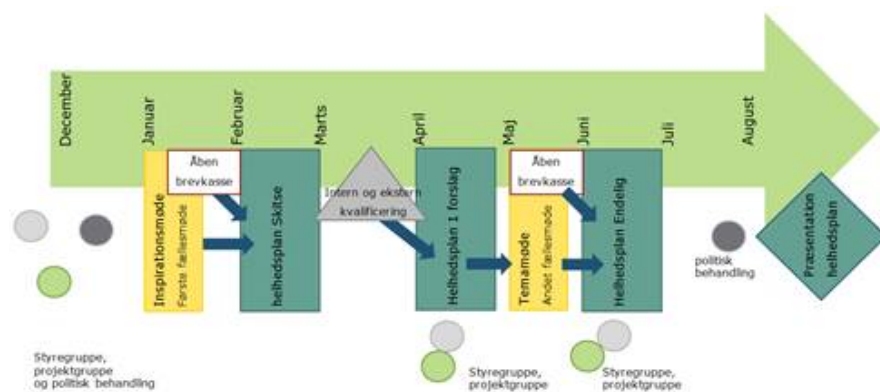 December
Januar
Februar
Marts
April
Maj
Juni
Juli
August
Inspirationsmøde
Første fællesmøde
Åben
brevkasse
helhedsplan Skitse
Intern og ekstern
kvalificering
Helhedsplan 1 forslag
Temamøde
Andet fællesmøde
Åben
brevkasse
Helhedsplan Endelig
politisk
behandling
Præsentation
helhedsplan
Styregruppe,
projektgruppe
og politisk behandling
Styregruppe,
projektgruppe
Styregruppe,
projektgruppe